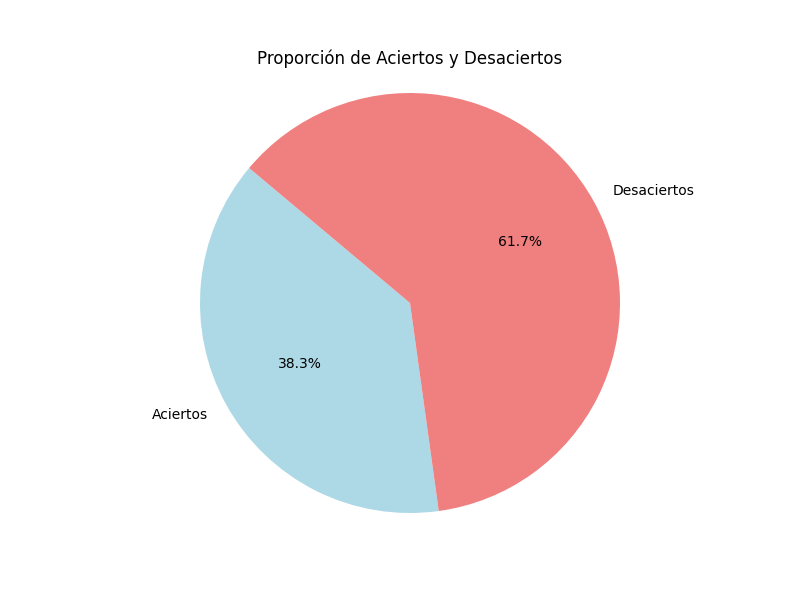 Proporción de Aciertos y Desaciertos
Desaciertos
61.7%
38.3%
Aciertos